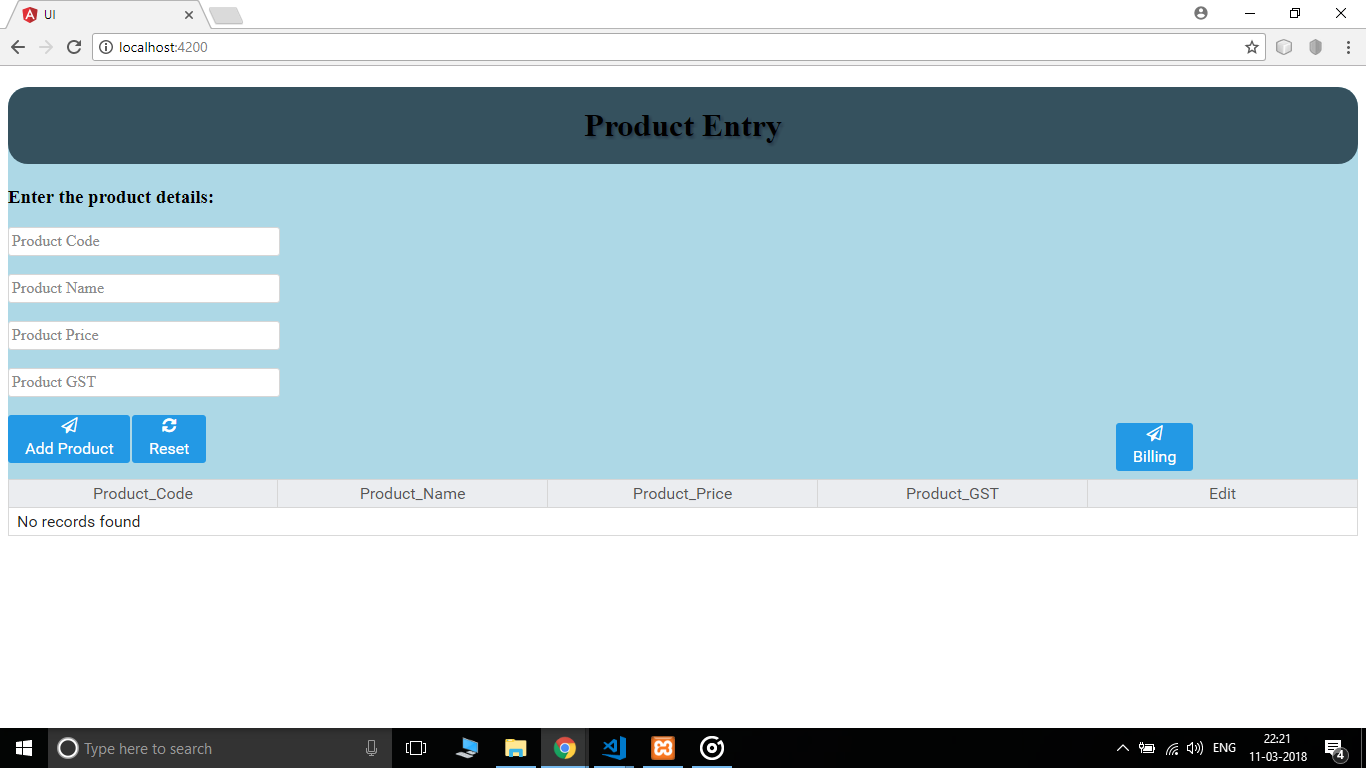 UI
localhost:4200
Product Entry
Enter the product details:
Product Code
Product Name
Product Price
Product GST
Add Product
Reset
Billing
Product_Code
Product_Name
Product_Price
Product_GST
Edit
No records found
Type here to search
ENG
22:21
11-03-2018
4